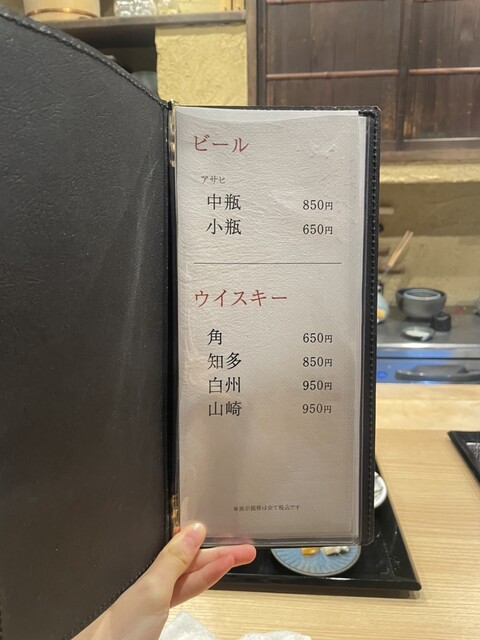 ビール
アサヒ
中瓶 850円
小瓶 650円
ウイスキー
角 650円
知多 850円
白州 950円
山崎 950円
※表示価格は全て税込です